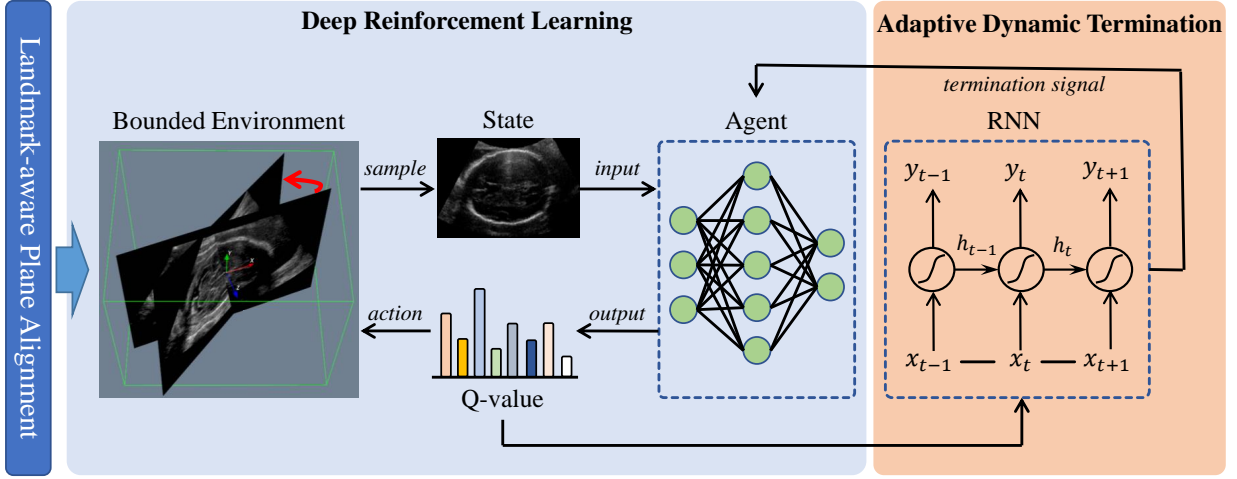 Landmark-aware Plane Alignment
Deep Reinforcement Learning
Adaptive Dynamic Termination
termination signal
Bounded Environment
State
Agent
RNN
sample
input
action
output
Q-value
y_{t-1} y_t y_{t+1}
h_{t-1} h_t
x_{t-1} x_t x_{t+1}